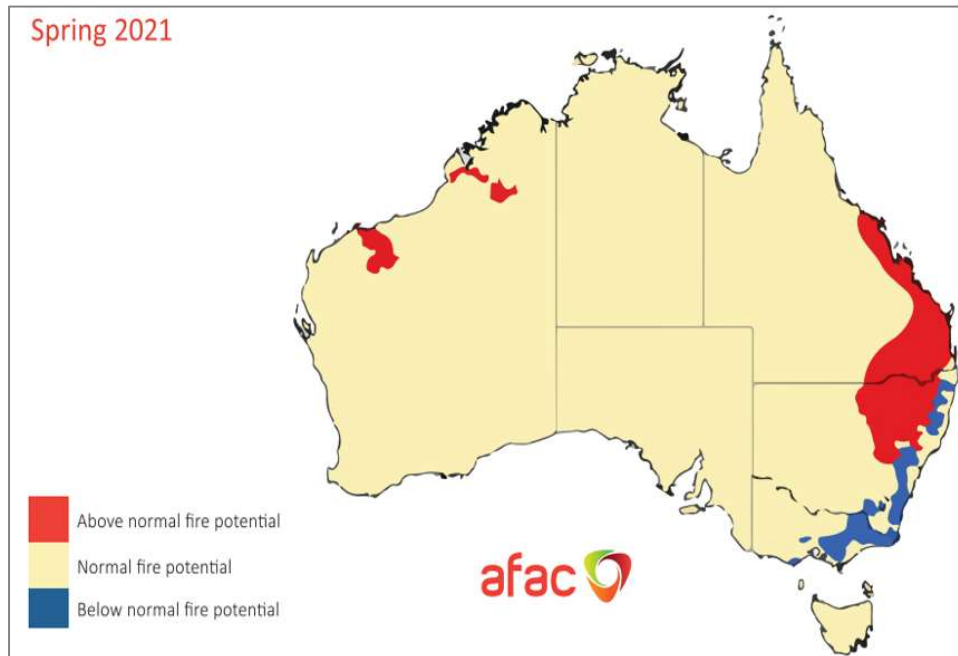 Spring 2021
Above normal fire potential
Normal fire potential
Below normal fire potential
afac